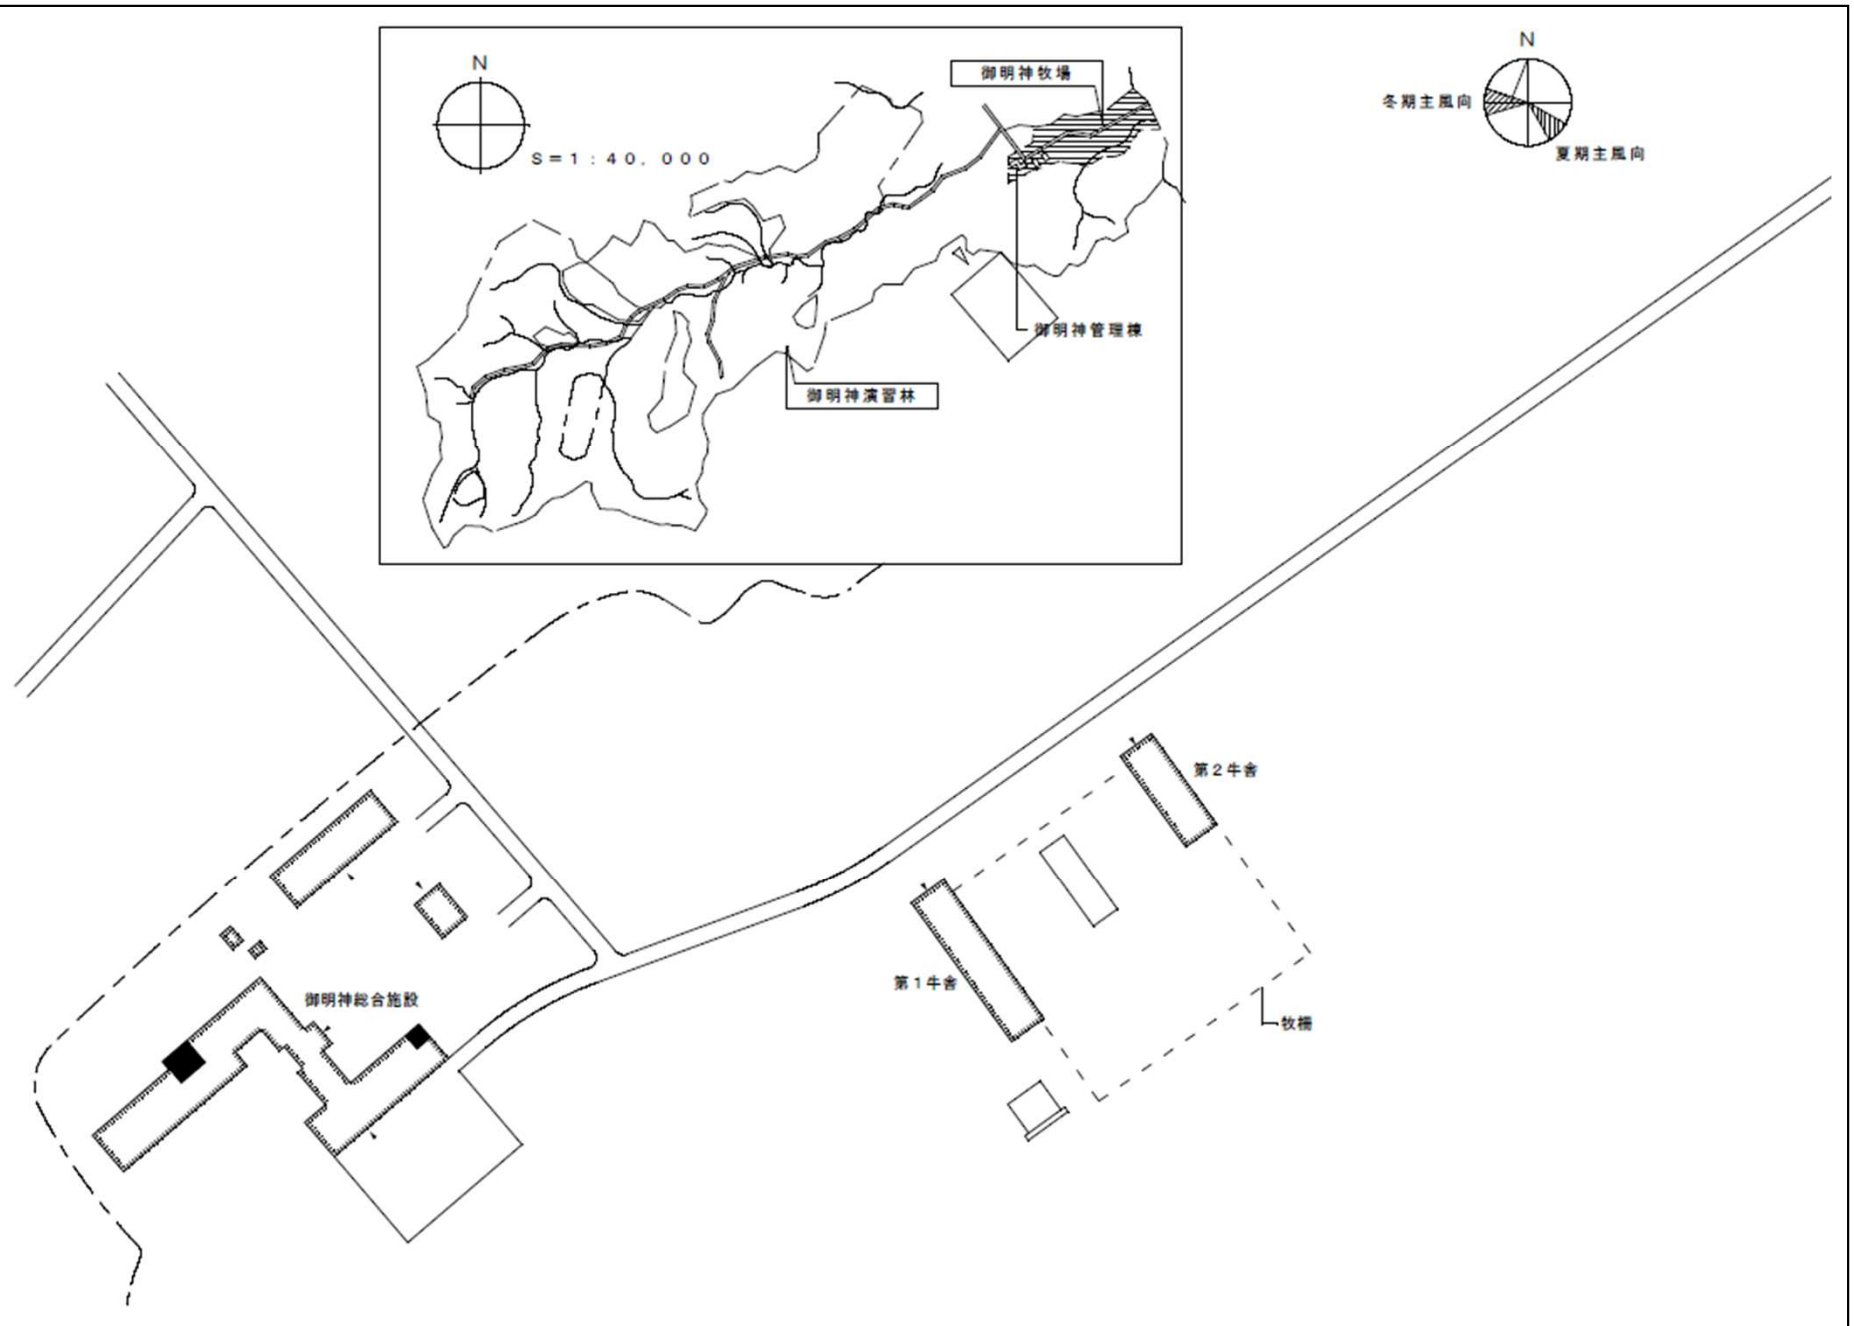 N
S=1:40,000
御明神牧場
御明神管理棟
御明神演習林
N
冬期主風向
夏期主風向
第2牛舎
第1牛舎
牧柵
御明神総合施設